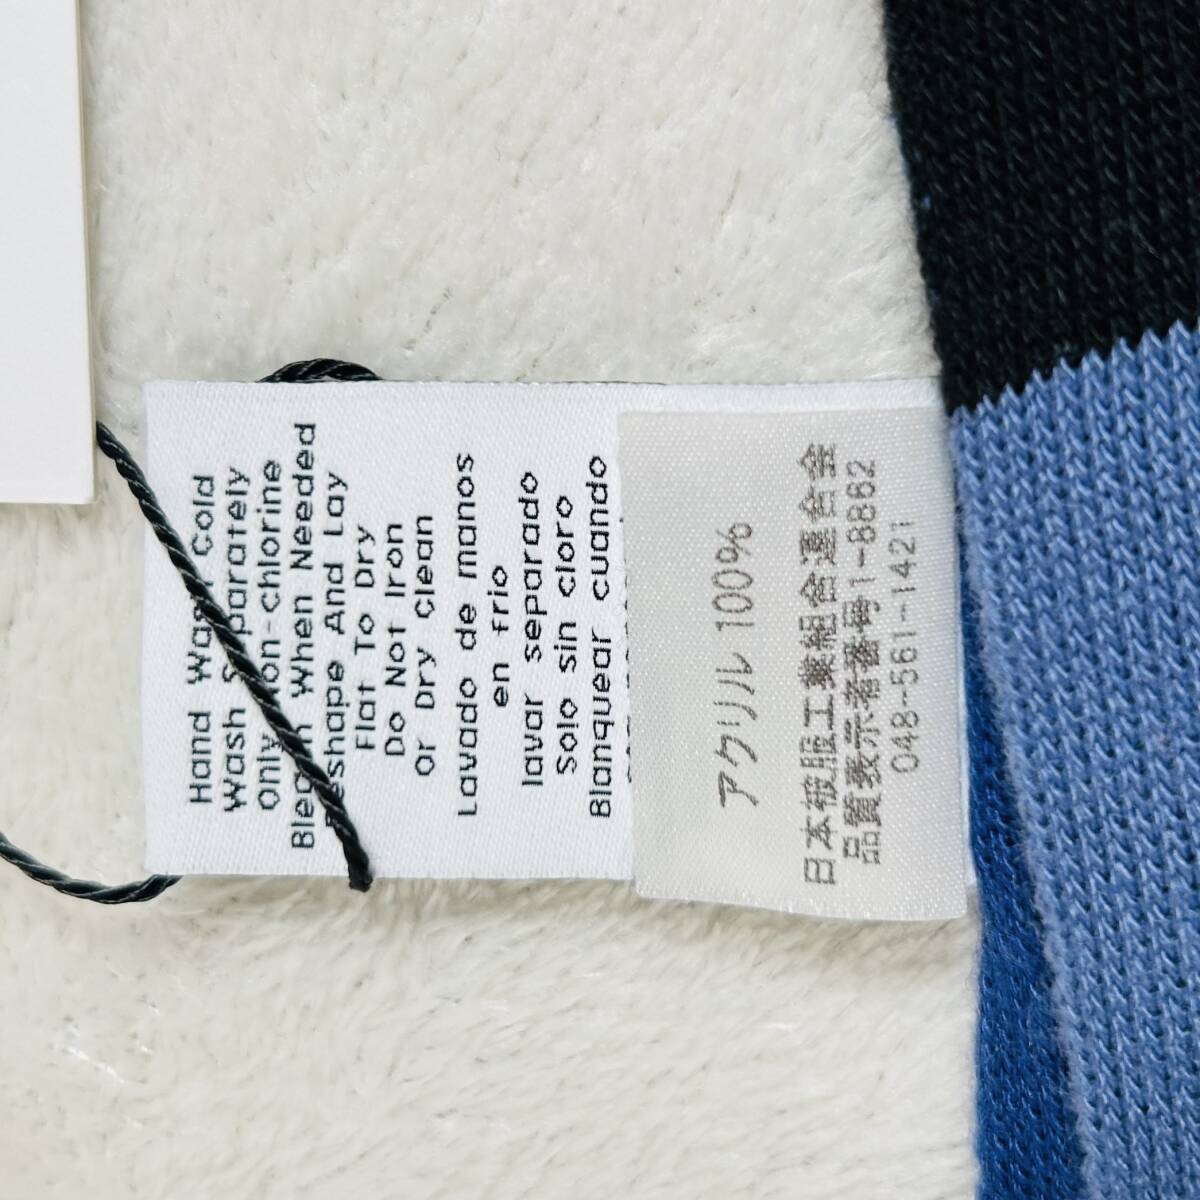 Hand Wash Cold
Wash Separately
Only Non-chlorine
Bleach When Needed
Reshape And Lay
Flat To Dry
Do Not Iron
Or Dry Clean
Lavado de manos
en frio
lavar separado
Solo sin cloro
Blanquear cuando
アクリル 100%
日本被服工業組合連合会
品質表示者番号1-8862
048-561-1421